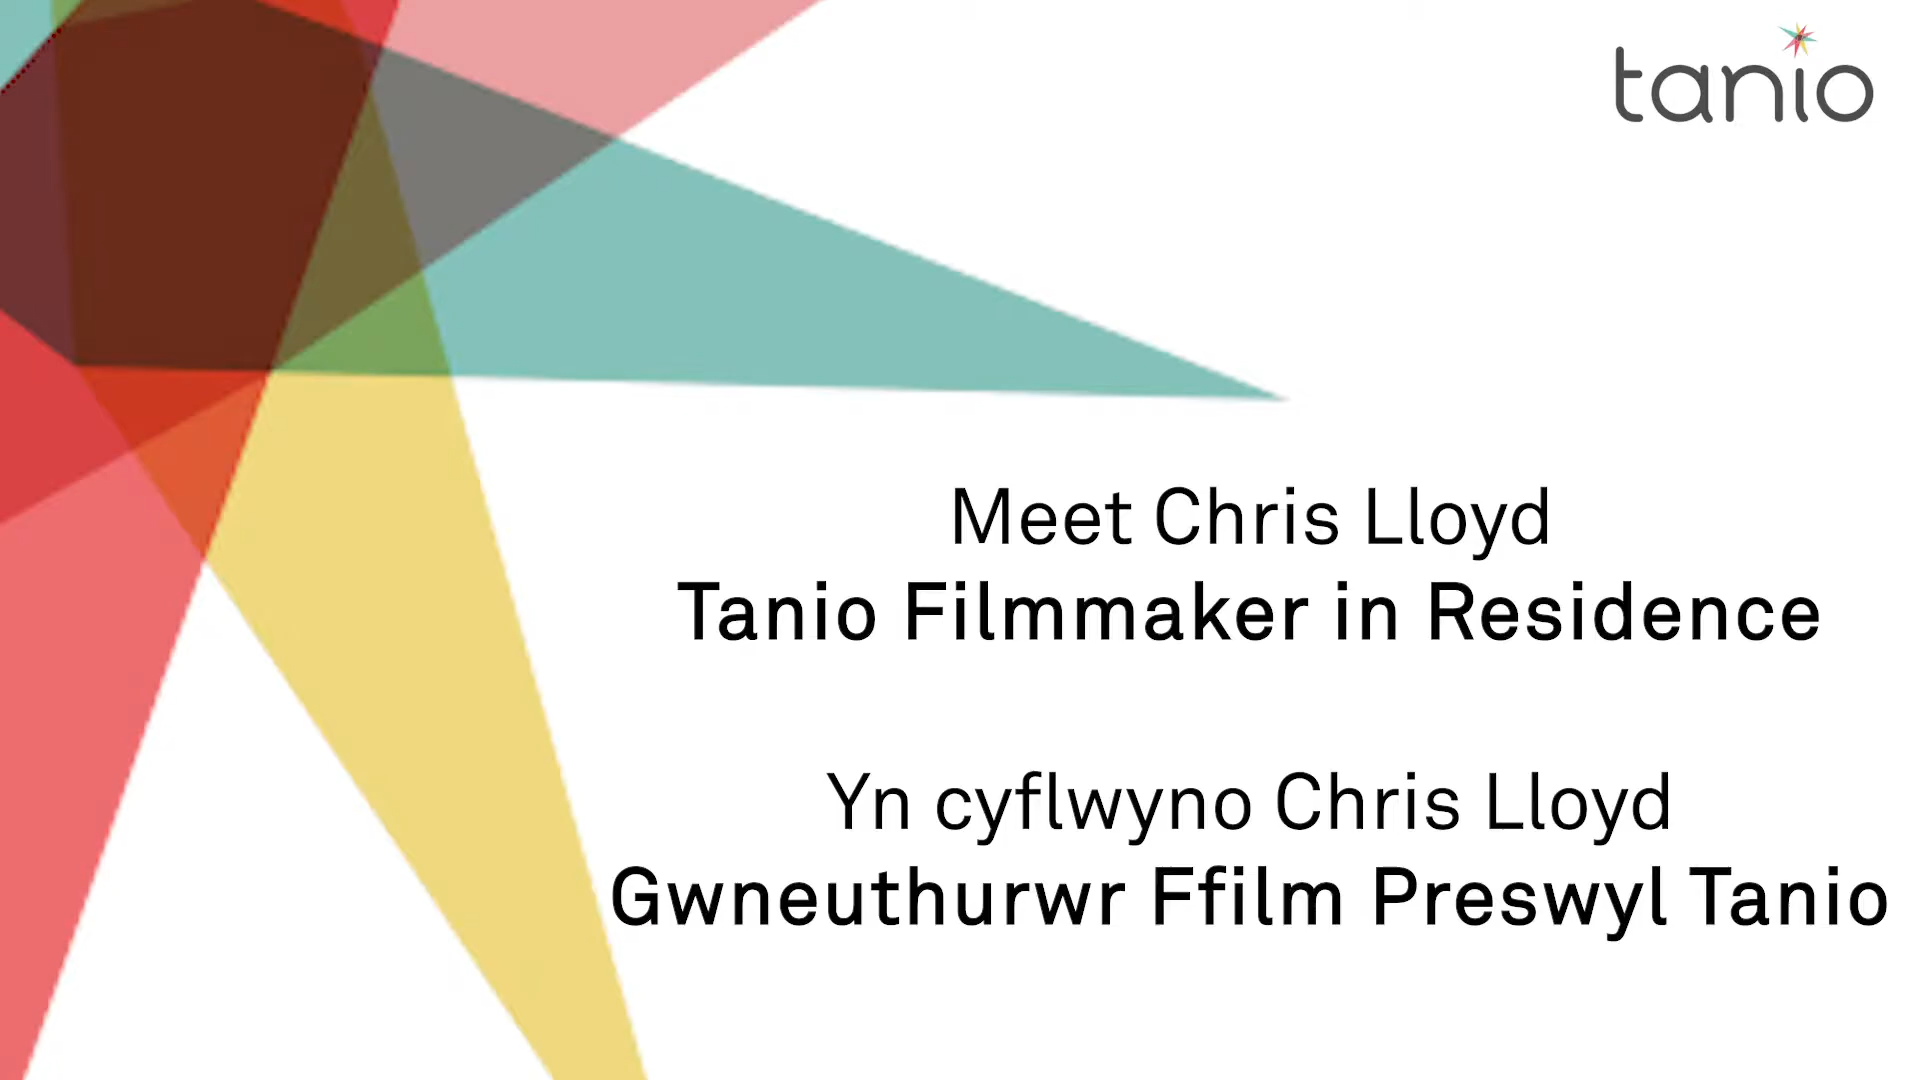 tanio
Meet Chris Lloyd
Tanio Filmmaker in Residence
Yn cyflwyno Chris Lloyd
Gwneuthurwr Ffilm Preswyl Tanio